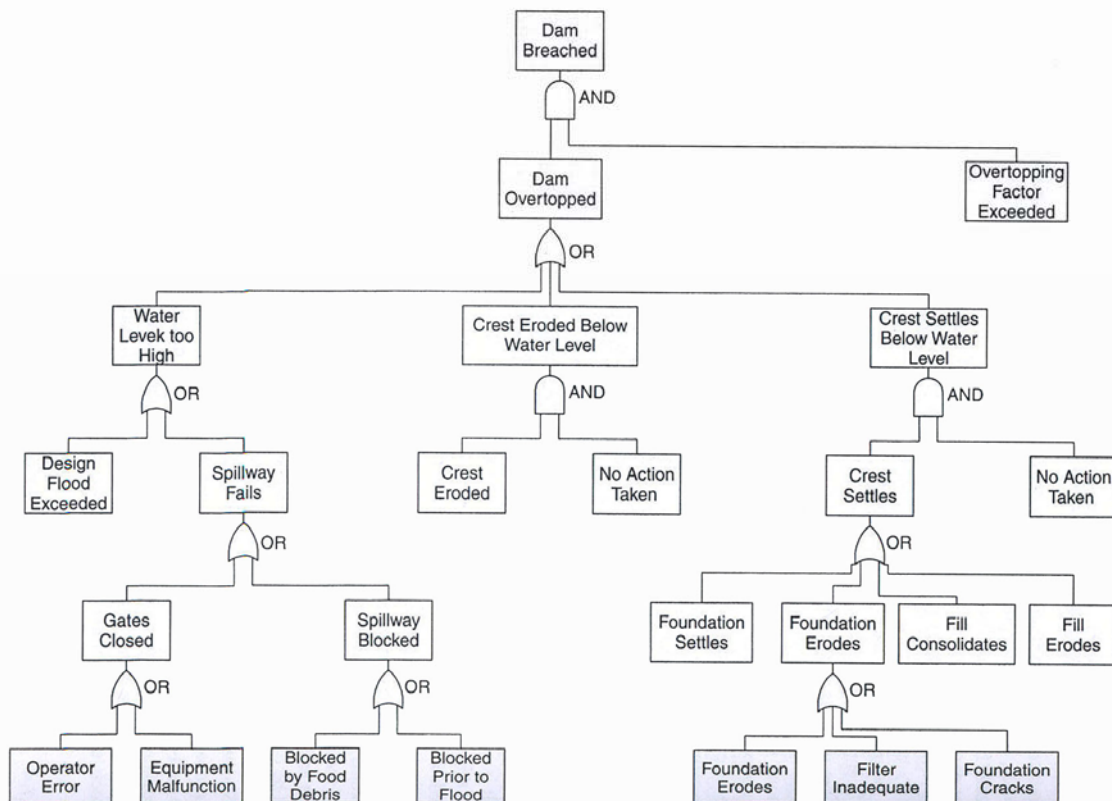 Dam
Breached
AND
Dam
Overtopped
Overtopping
Factor
Exceeded
OR
Water
Levek too
High
Crest Eroded Below
Water Level
Crest Settles
Below Water
Level
OR
AND
AND
Design
Flood
Exceeded
Spillway
Fails
Crest
Eroded
No Action
Taken
Crest
Settles
No Action
Taken
OR
OR
Gates
Closed
Spillway
Blocked
Foundation
Settles
Foundation
Erodes
Fill
Consolidates
Fill
Erodes
OR
OR
OR
Operator
Error
Equipment
Malfunction
Blocked
by Food
Debris
Blocked
Prior to
Flood
Foundation
Erodes
Filter
Inadequate
Foundation
Cracks